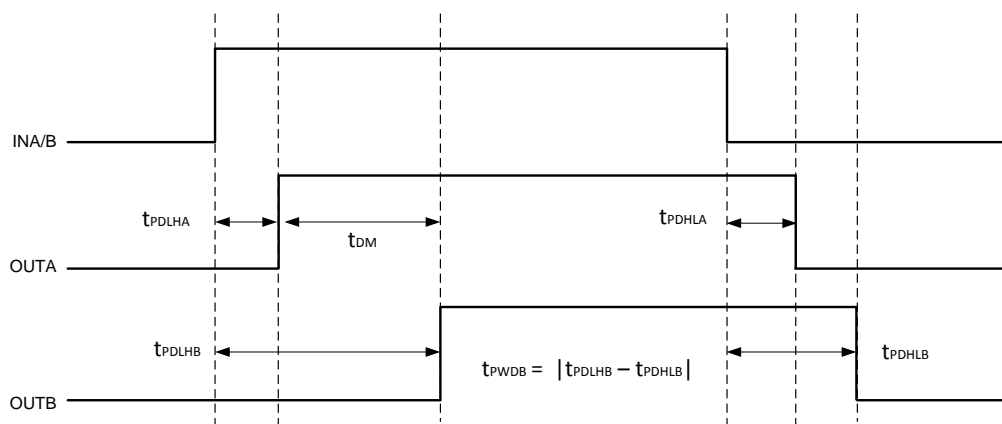 INA/B
tPDLHA
tDM
tPDHLA
OUTA
tPDLHB
tPWDB = |tPDLHB – tPDHLB|
tPDHLB
OUTB